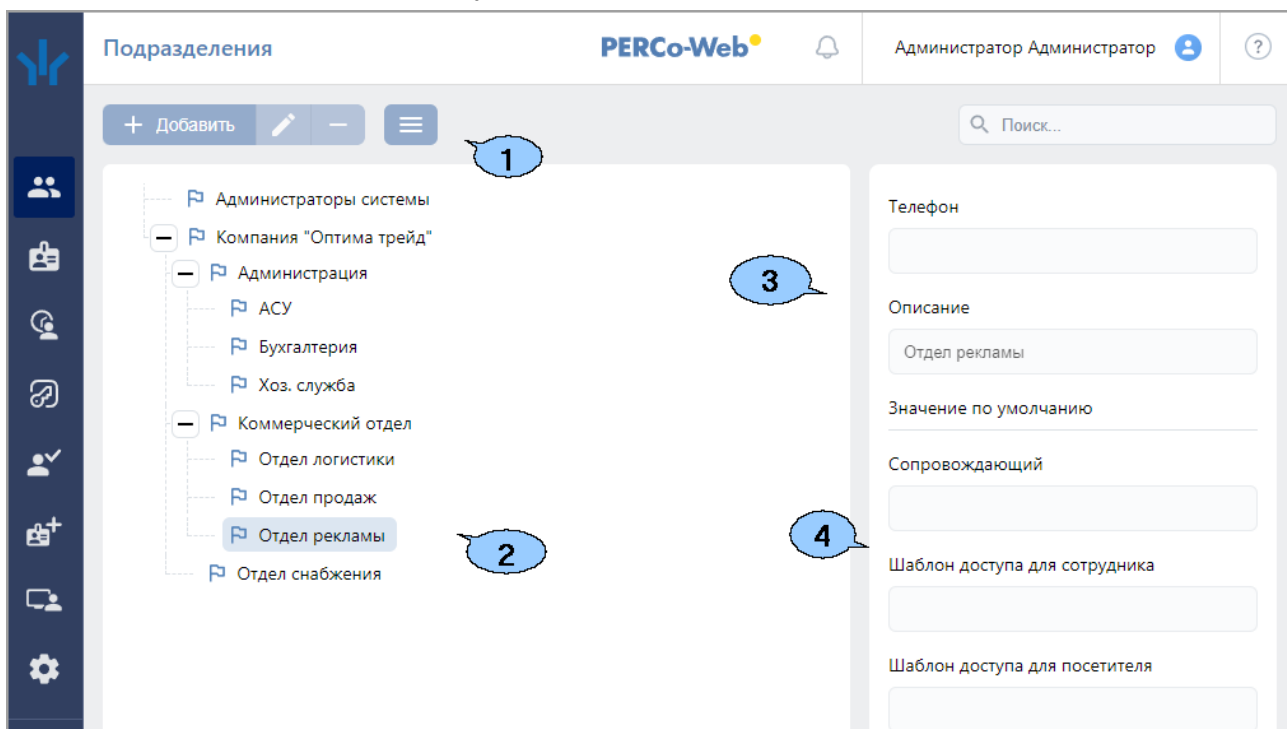 Подразделения
PERCo-Web
Администратор Администратор
?
+ Добавить
Поиск...
1
Администраторы системы
Компания "Оптима трейд"
Администрация
АСУ
Бухгалтерия
Хоз. служба
Коммерческий отдел
Отдел логистики
Отдел продаж
Отдел рекламы
2
Отдел снабжения
3
Телефон
Описание
Отдел рекламы
Значение по умолчанию
Сопровождающий
4
Шаблон доступа для сотрудника
Шаблон доступа для посетителя